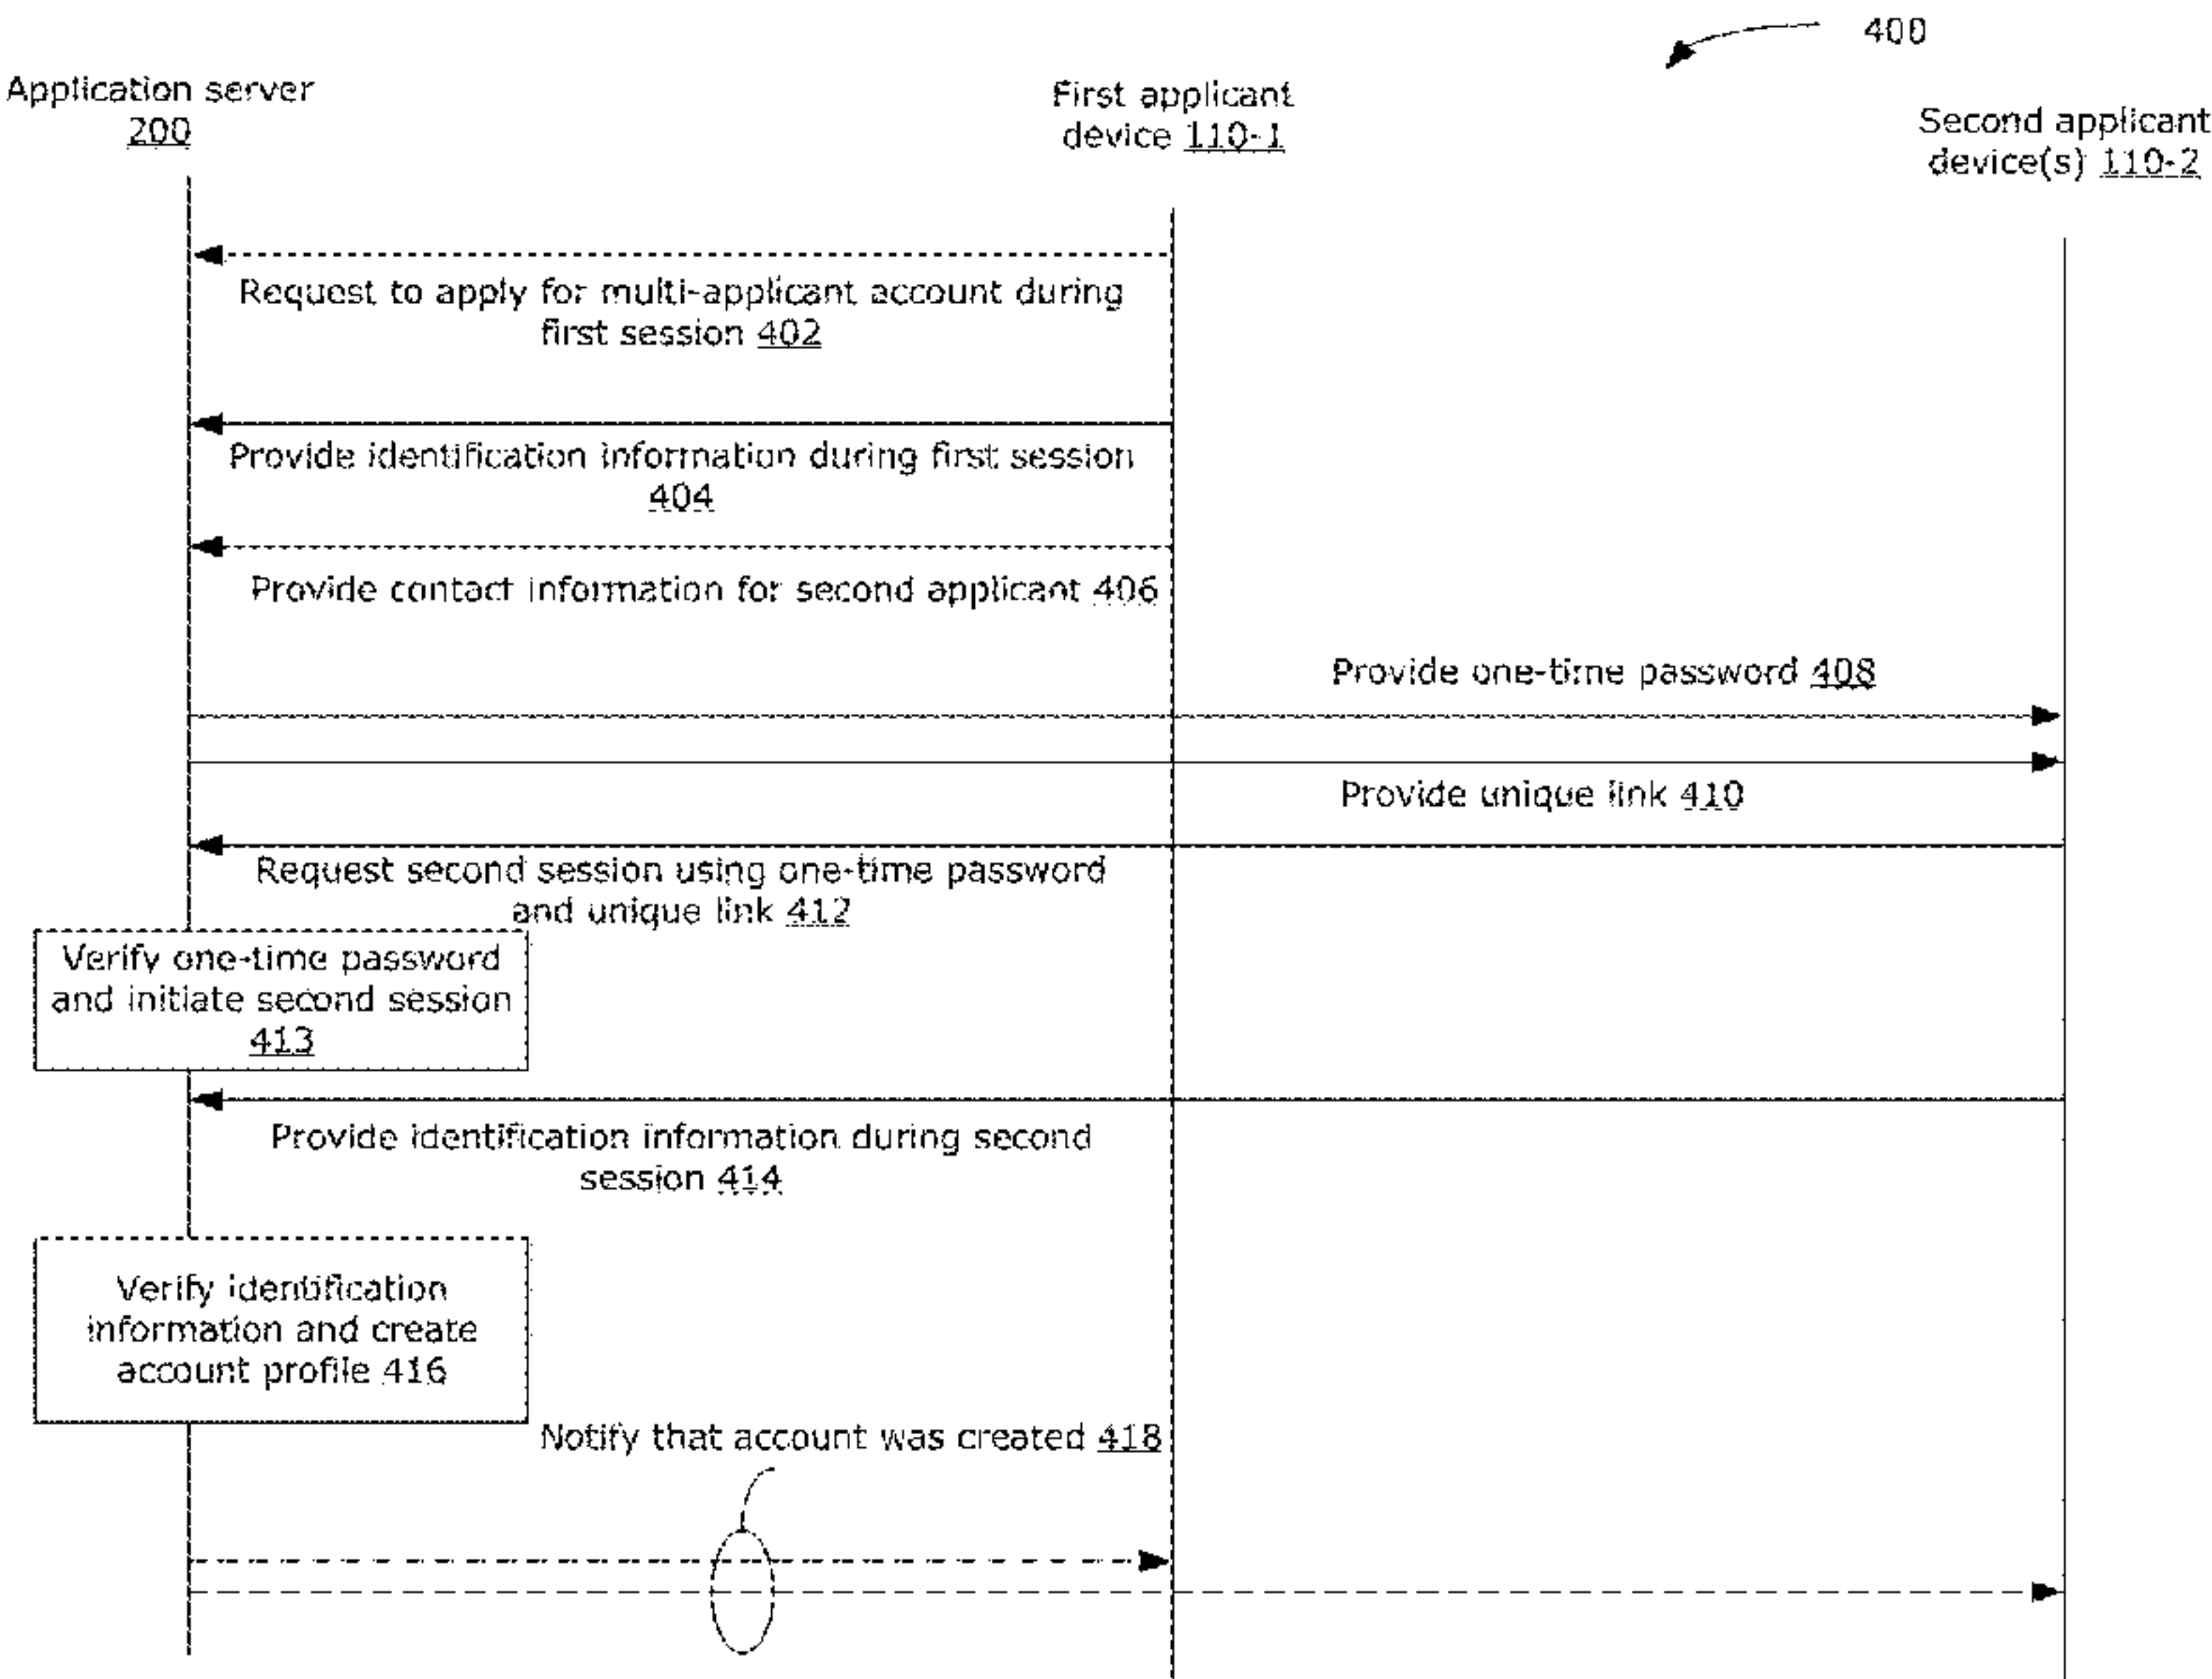 400
Application server
200
First applicant
device 110-1
Second applicant
device(s) 110-2
Request to apply for multi-applicant account during
first session 402
Provide identification information during first session
404
Provide contact information for second applicant 406
Provide one-time password 408
Provide unique link 410
Request second session using one-time password
and unique link 412
Verify one-time password
and initiate second session
413
Provide identification information during second
session 414
Verify identification
information and create
account profile 416
Notify that account was created 418